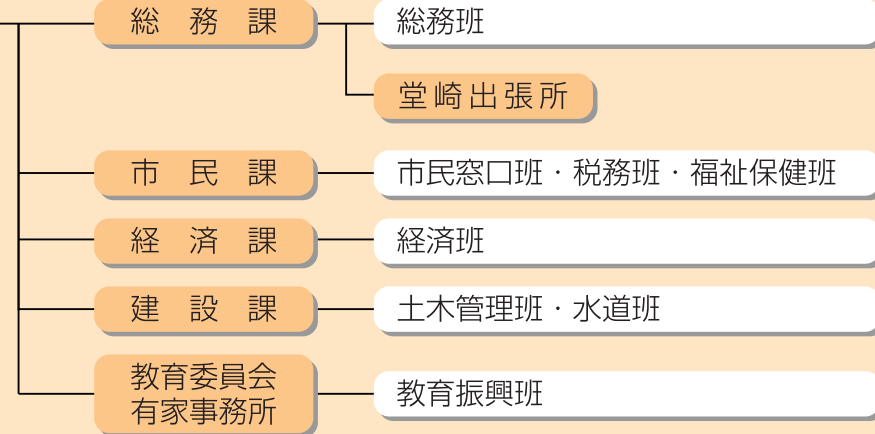 総務課
総務班
堂崎出張所
市民課
市民窓口班・税務班・福祉保健班
経済課
経済班
建設課
土木管理班・水道班
教育委員会
有家事務所
教育振興班